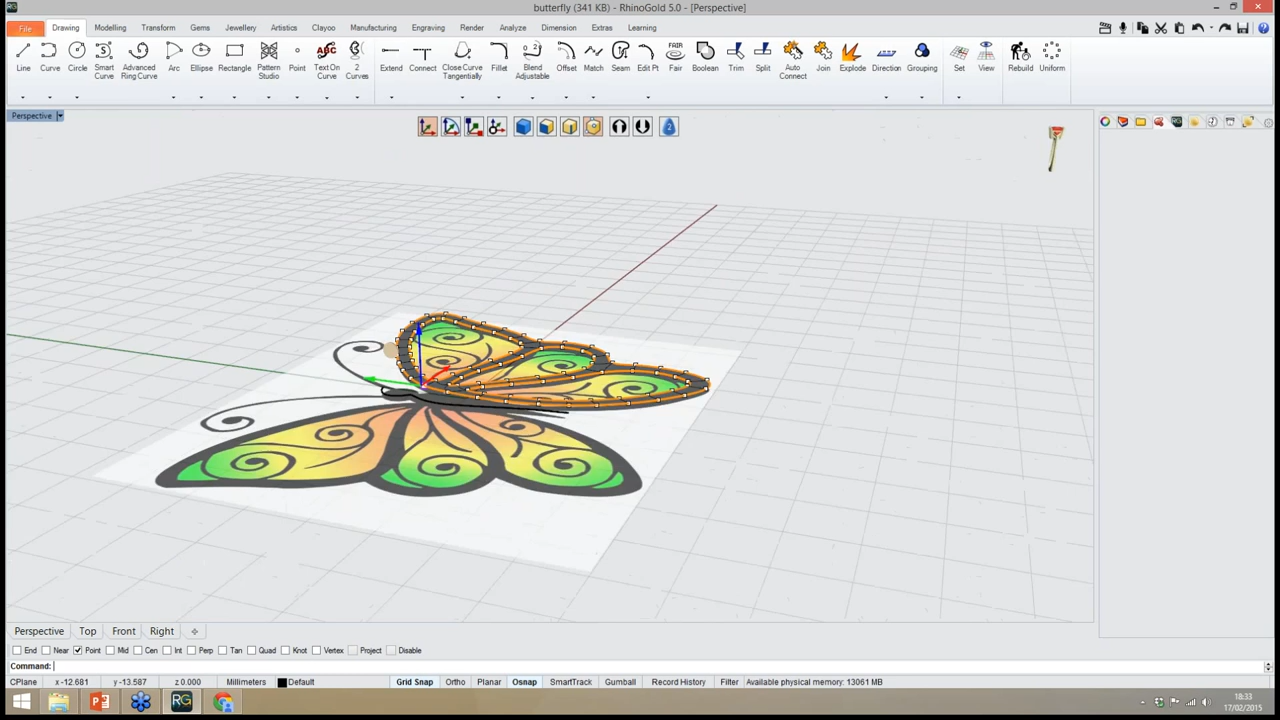 butterfly (341 KB) - RhinoGold 5.0 - [Perspective]
File Drawing Modelling Transform Gems Jewellery Artistics Clayoo Manufacturing Engraving Render Analyze Dimension Extras Learning
Line Curve Circle Smart Curve Advanced Ring Curve Arc Ellipse Rectangle Pattern Studio Point Text On Curve 2 Curves Extend Connect Close Curve Tangentially Fillet Blend Adjustable Offset Match Seam Edit Pt Fair Boolean Trim Split Auto Connect Join Explode Direction Grouping Set View Rebuild Uniform
Perspective
Perspective Top Front Right
End Near Point Mid Cen Int Perp Tan Quad Knot Vertex Project Disable
Command:
CPlane x -12.681 y -13.587 z 0.000 Millimeters Default Grid Snap Ortho Planar Osnap SmartTrack Gumball Record History Filter Available physical memory: 13061 MB
18:33
17/02/2015